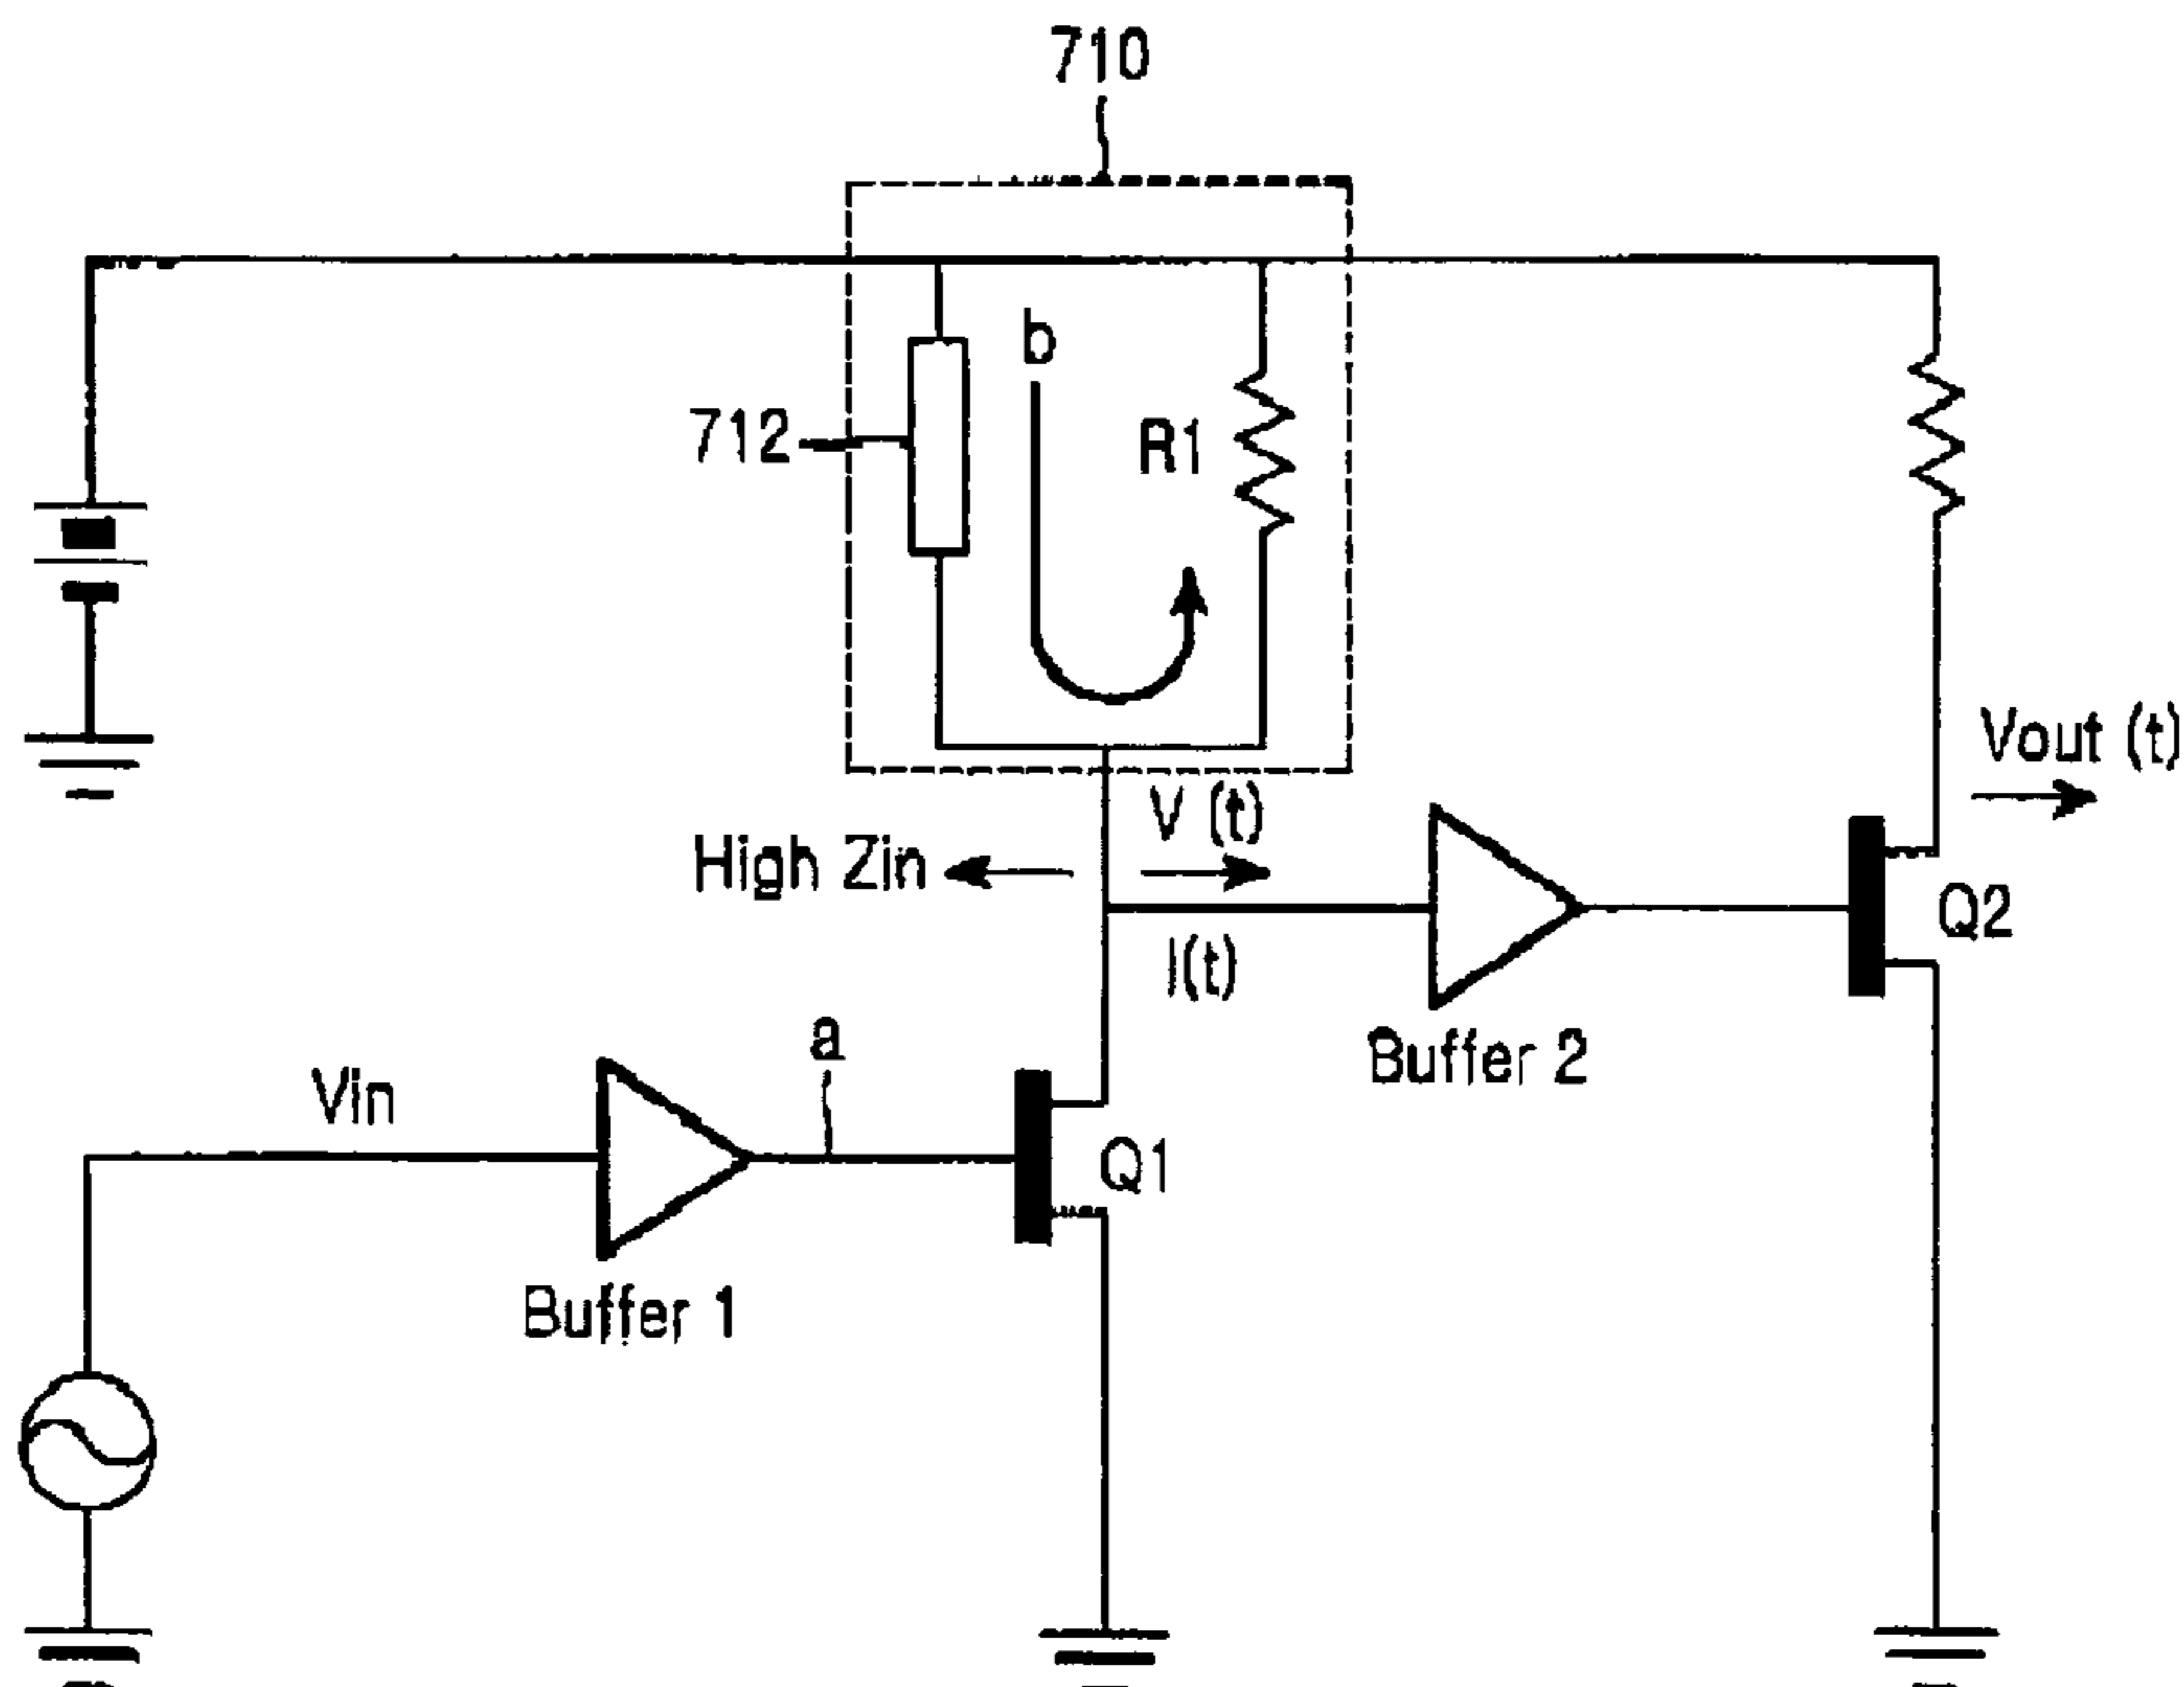 710
b
712
R1
V (t)
Vout (t)
High Zin
Q2
I(t)
a
Buffer 2
Vin
Q1
Buffer 1